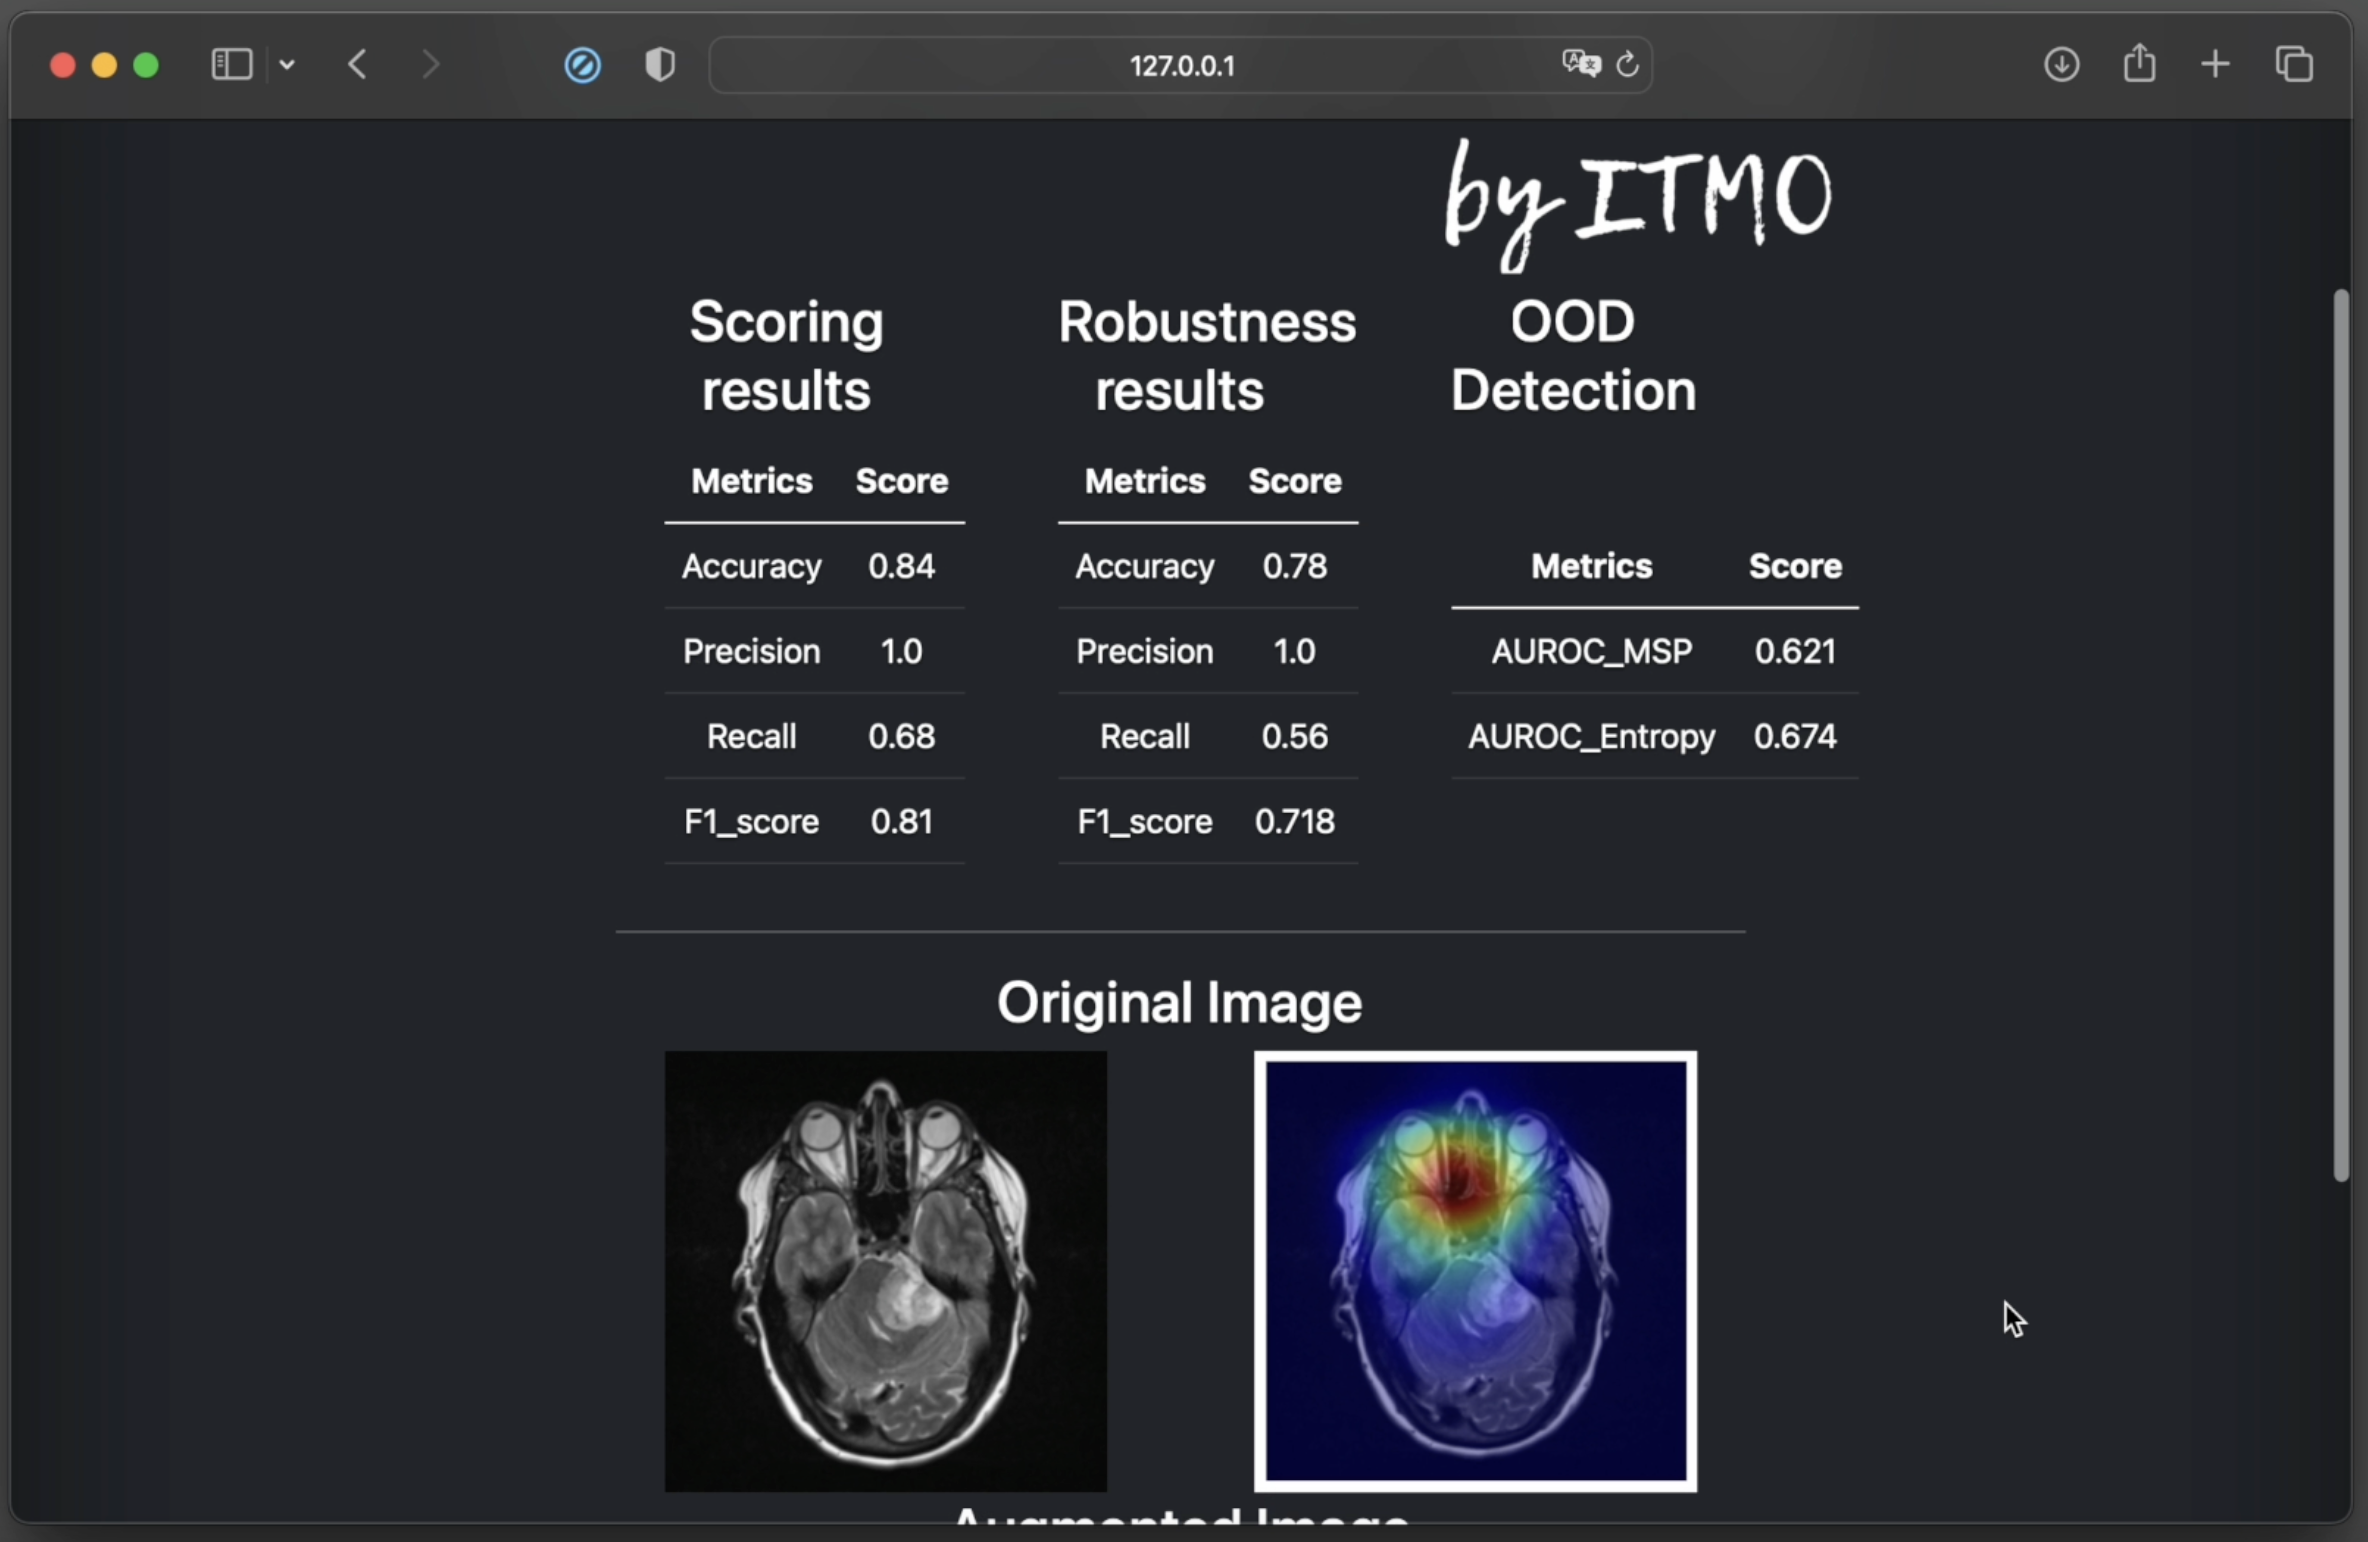 127.0.0.1
by ITMO
Scoring
results
Metrics Score
Accuracy 0.84
Precision 1.0
Recall 0.68
F1_score 0.81
Robustness
results
Metrics Score
Accuracy 0.78
Precision 1.0
Recall 0.56
F1_score 0.718
OOD
Detection
Metrics Score
AUROC_MSP 0.621
AUROC_Entropy 0.674
Original Image
Augmented Image